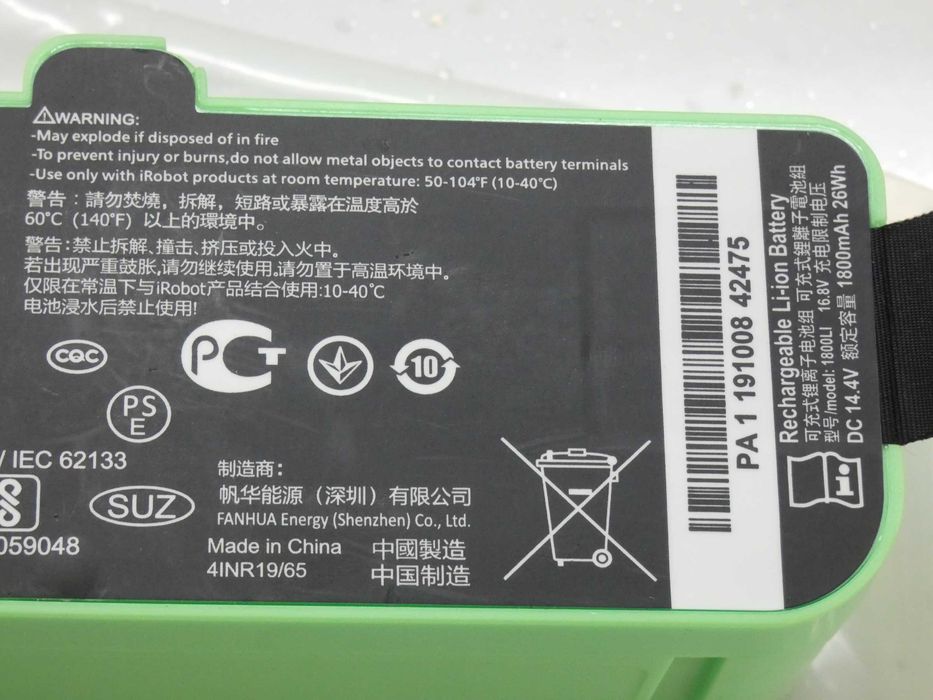 ⚠WARNING:
-May explode if disposed of in fire
-To prevent injury or burns,do not allow metal objects to contact battery terminals
-Use only with iRobot products at room temperature: 50-104°F (10-40°C)
警告：請勿焚燒，拆解，短路或暴露在温度高於
60°C（140°F）以上的環境中。
警告:禁止拆解、撞击、挤压或投入火中。
若出现严重鼓胀,请勿继续使用,请勿置于高温环境中。
仅限在常温下与iRobot产品结合使用:10-40°C
电池浸水后禁止使用!
CQC
PCT
10
PS
E
/ IEC 62133
SUZ
059048
制造商：
帆华能源（深圳）有限公司
FANHUA Energy (Shenzhen) Co., Ltd.
Made in China
中國製造
4INR19/65
中国制造
PA 1 191008 42475
Rechargeable Li-ion Battery
可充式锂离子电池组 可充式鋰離子電池組
型号/model: 1800LI 16.8V 充电限制电压
DC 14.4V 额定容量 1800mAh 26Wh